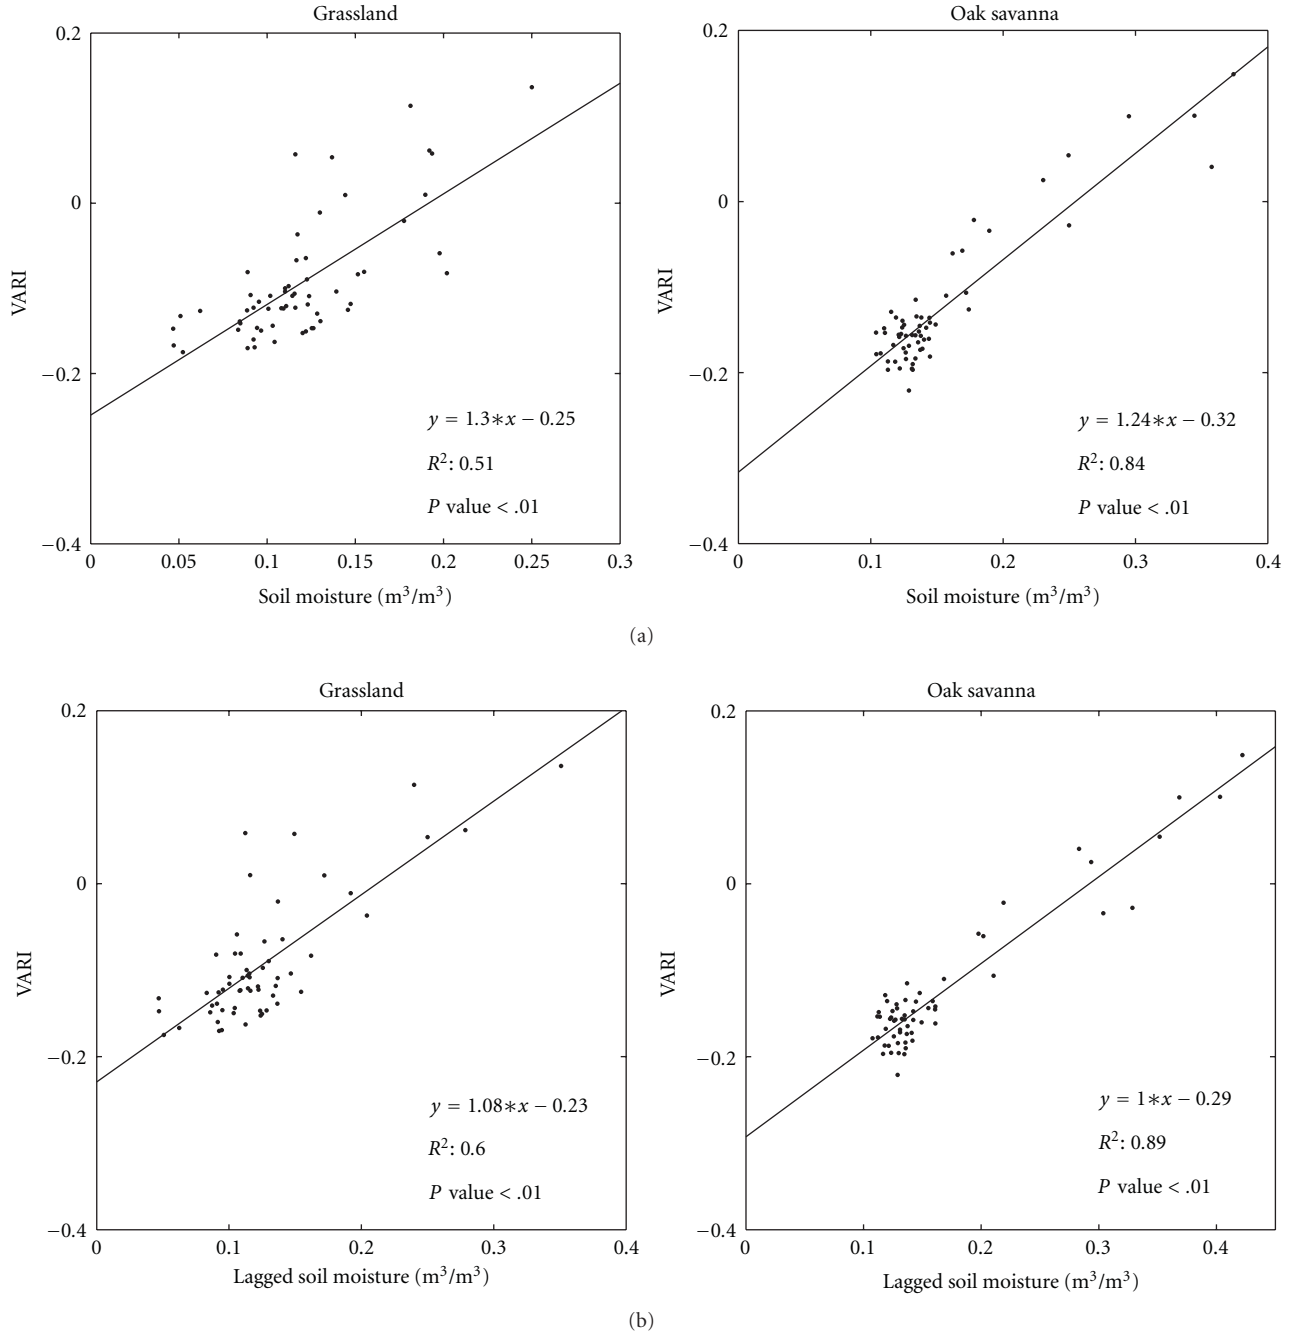 Grassland
0.2
0
−0.2
−0.4
VARI
0
0.05
0.1
0.15
0.2
0.25
0.3
Soil moisture (m³/m³)
y = 1.3∗x − 0.25
R²: 0.51
P value < .01
Oak savanna
0.2
0
−0.2
−0.4
VARI
0
0.1
0.2
0.3
0.4
Soil moisture (m³/m³)
y = 1.24∗x − 0.32
R²: 0.84
P value < .01
(a)
Grassland
0.2
0
−0.2
−0.4
VARI
0
0.1
0.2
0.3
0.4
Lagged soil moisture (m³/m³)
y = 1.08∗x − 0.23
R²: 0.6
P value < .01
Oak savanna
0.2
0
−0.2
−0.4
VARI
0
0.1
0.2
0.3
0.4
Lagged soil moisture (m³/m³)
y = 1∗x − 0.29
R²: 0.89
P value < .01
(b)